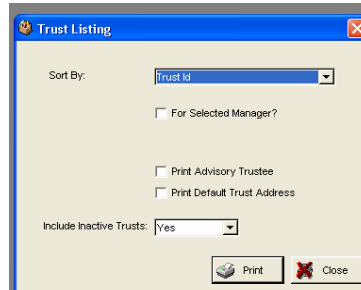 Trust Listing
Sort By: Trust Id
For Selected Manager?
Print Advisory Trustee
Print Default Trust Address
Include Inactive Trusts: Yes
Print Close